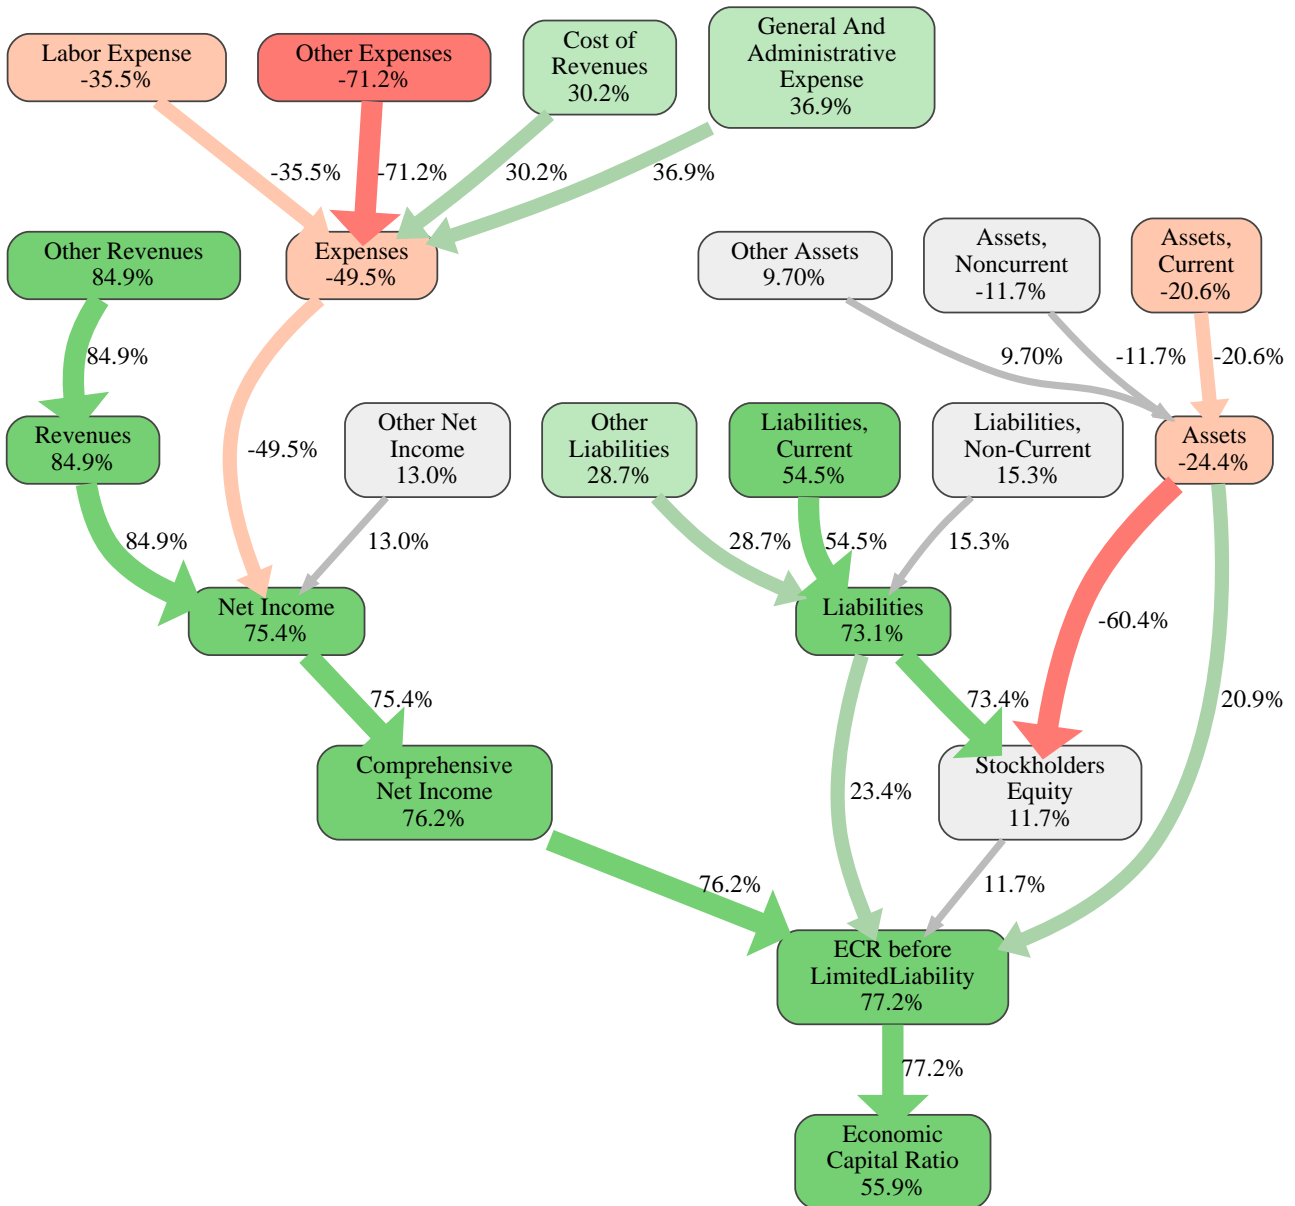 Labor Expense
-35.5%
Other Expenses
-71.2%
Cost of
Revenues
30.2%
General And
Administrative
Expense
36.9%
-35.5%
-71.2%
30.2%
36.9%
Other Revenues
84.9%
Expenses
-49.5%
Other Assets
9.70%
Assets,
Noncurrent
-11.7%
Assets,
Current
-20.6%
84.9%
9.70%
-11.7%
-20.6%
Revenues
84.9%
-49.5%
Other Net
Income
13.0%
Other
Liabilities
28.7%
Liabilities,
Current
54.5%
Liabilities,
Non-Current
15.3%
Assets
-24.4%
84.9%
13.0%
28.7%
54.5%
15.3%
Net Income
75.4%
Liabilities
73.1%
-60.4%
75.4%
73.4%
20.9%
Comprehensive
Net Income
76.2%
23.4%
Stockholders
Equity
11.7%
76.2%
11.7%
ECR before
LimitedLiability
77.2%
77.2%
Economic
Capital Ratio
55.9%